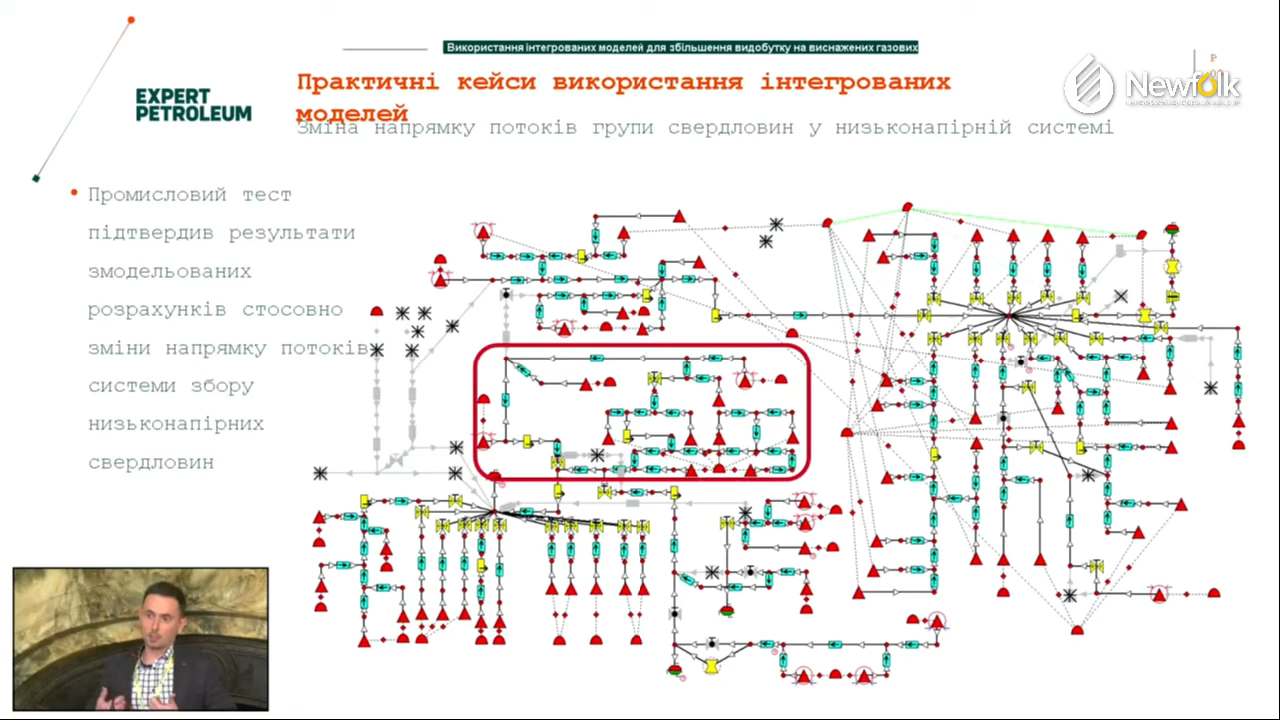 Використання інтегрованих моделей для збільшення видобутку на виснажених газових
Практичні кейси використання інтегрованих
моделей
Зміна напрямку потоків групи свердловин у низьконапірній системі
EXPERT
PETROLEUM
Newfolk
Промисловий тест
підтвердив результати
змодельованих
розрахунків стосовно
зміни напрямку потоків
системи збору
низьконапірних
свердловин